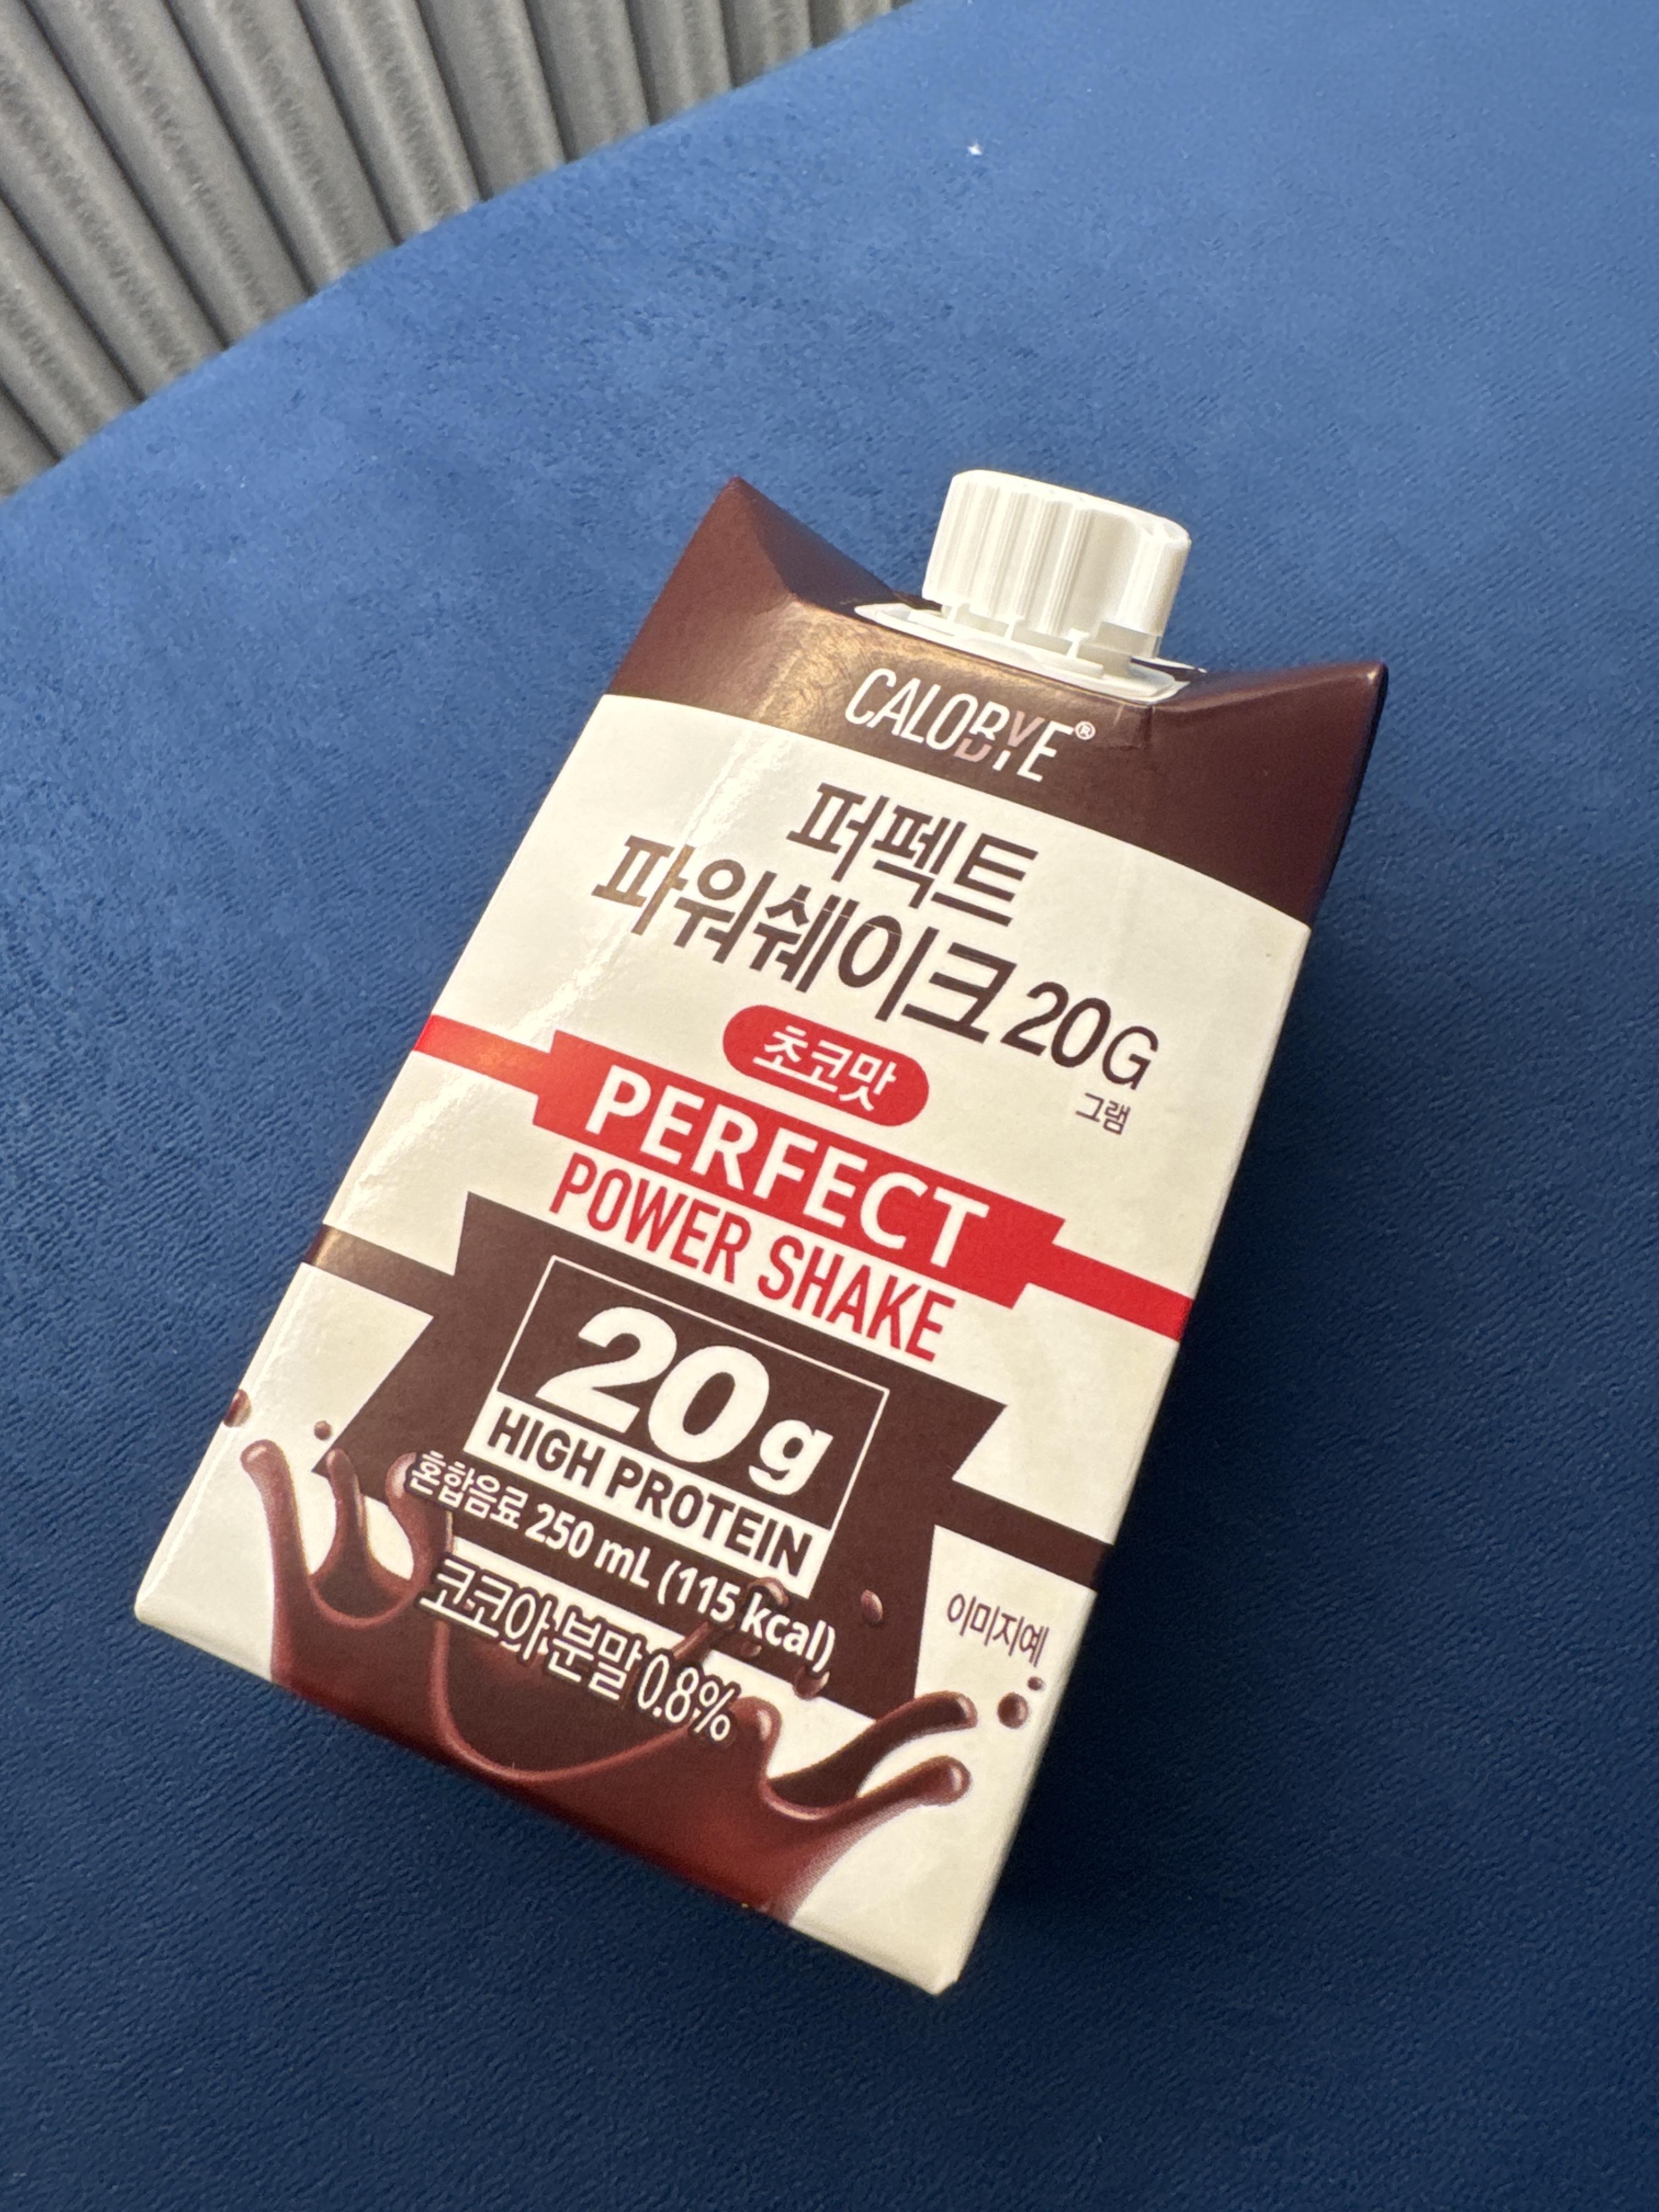 CALOBYE®
퍼펙트
파워쉐이크 20G
그램
초코맛
PERFECT
POWER SHAKE
20g
HIGH PROTEIN
혼합음료 250 mL (115 kcal)
코코아분말 0.8%
이미지예